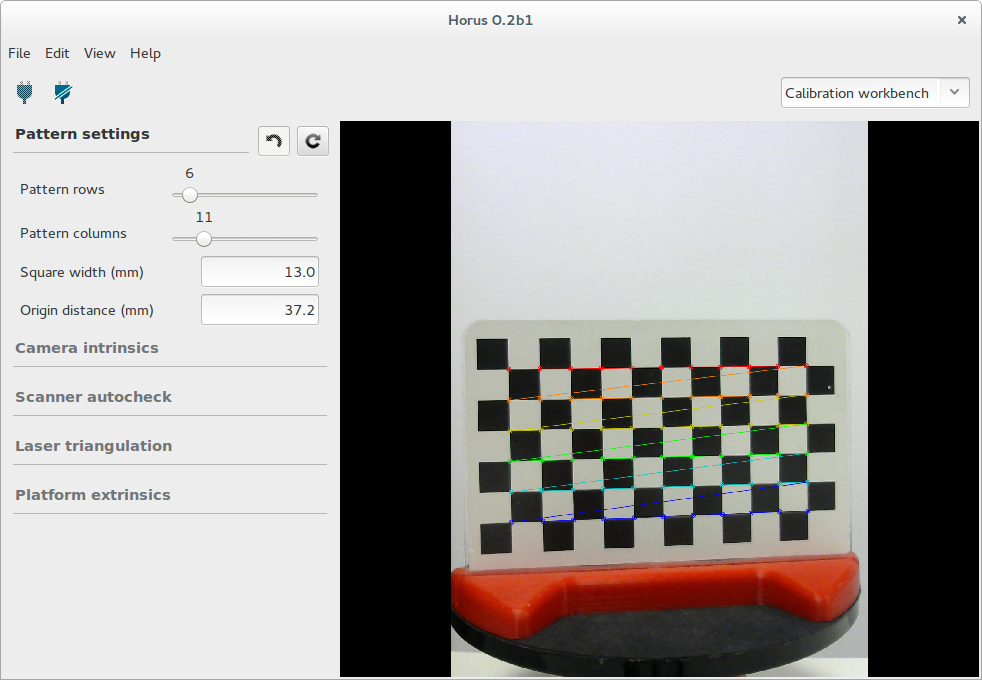 Horus 0.2b1
File Edit View Help
Calibration workbench
Pattern settings
6
Pattern rows
11
Pattern columns
Square width (mm) 13.0
Origin distance (mm) 37.2
Camera intrinsics
Scanner autocheck
Laser triangulation
Platform extrinsics